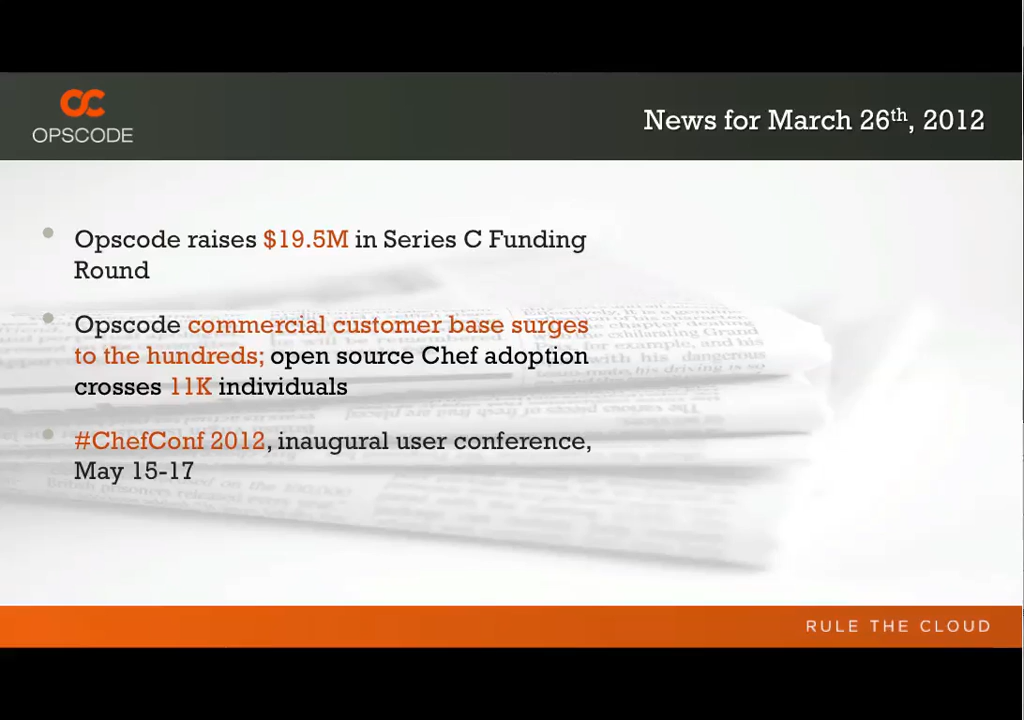 OPSCODE
News for March 26th, 2012
Opscode raises $19.5M in Series C Funding
Round
Opscode commercial customer base surges
to the hundreds; open source Chef adoption
crosses 11K individuals
#ChefConf 2012, inaugural user conference,
May 15-17
RULE THE CLOUD